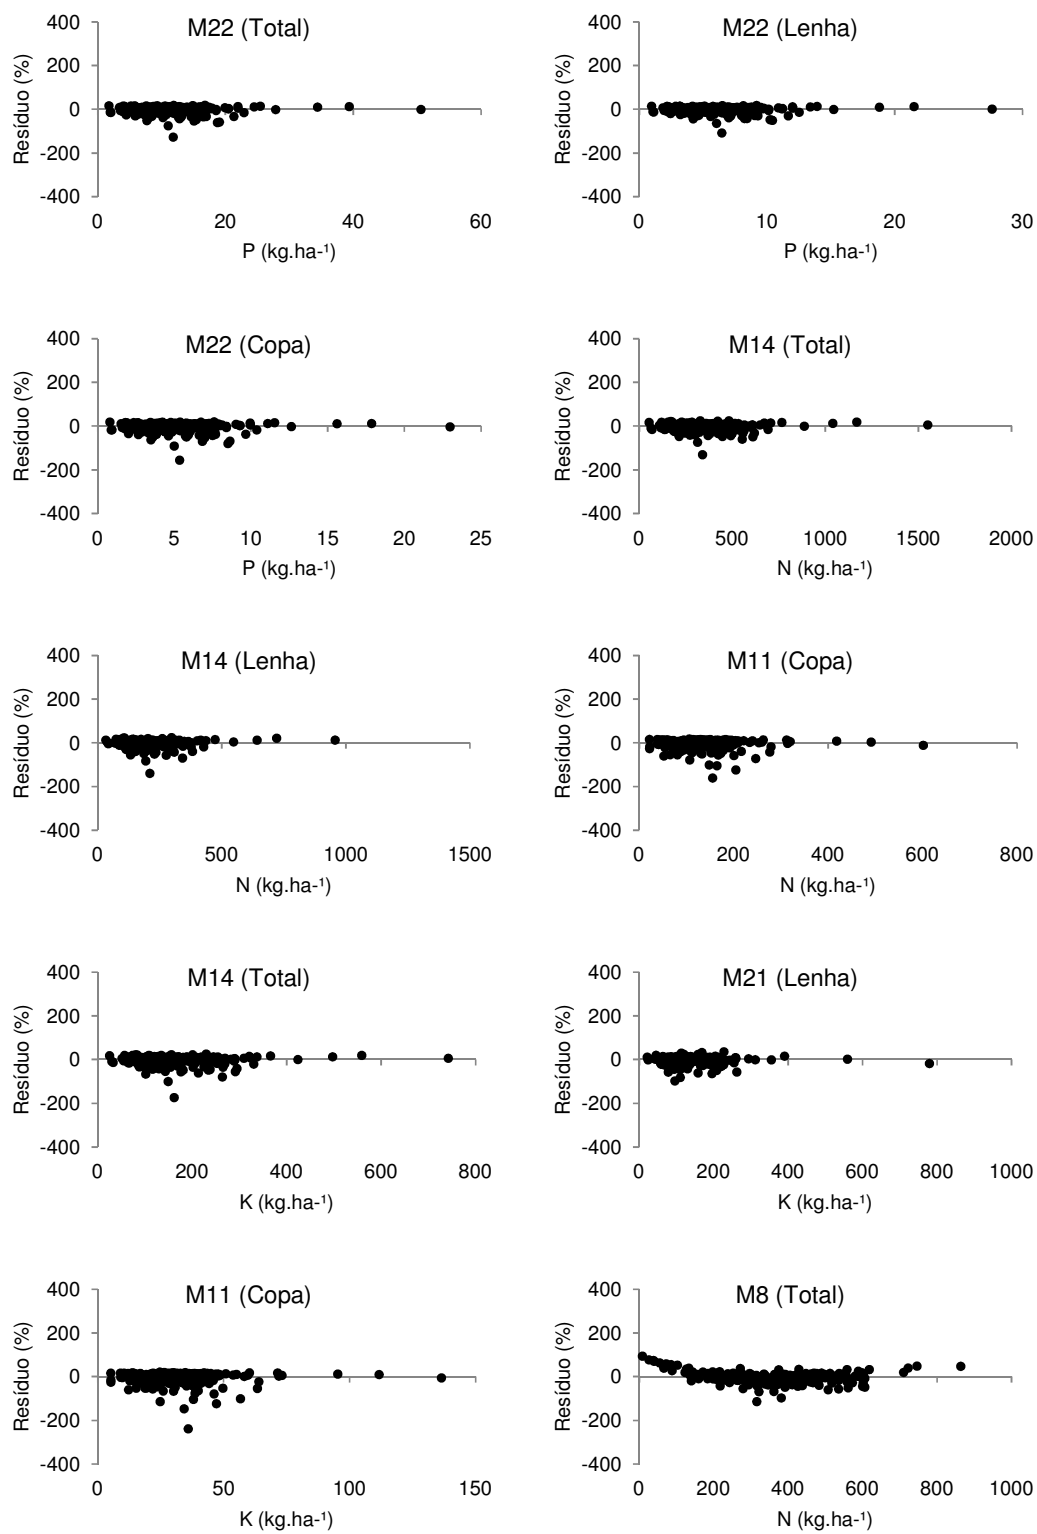 M22 (Total)
400
200
0
-200
-400
Resíduo (%)
0 20 40 60
P (kg.ha-¹)
M22 (Lenha)
400
200
0
-200
-400
Resíduo (%)
0 10 20 30
P (kg.ha-¹)
M22 (Copa)
400
200
0
-200
-400
Resíduo (%)
0 5 10 15 20 25
P (kg.ha-¹)
M14 (Total)
400
200
0
-200
-400
Resíduo (%)
0 500 1000 1500 2000
N (kg.ha-¹)
M14 (Lenha)
400
200
0
-200
-400
Resíduo (%)
0 500 1000 1500
N (kg.ha-¹)
M11 (Copa)
400
200
0
-200
-400
Resíduo (%)
0 200 400 600 800
N (kg.ha-¹)
M14 (Total)
400
200
0
-200
-400
Resíduo (%)
0 200 400 600 800
K (kg.ha-¹)
M21 (Lenha)
400
200
0
-200
-400
Resíduo (%)
0 200 400 600 800 1000
K (kg.ha-¹)
M11 (Copa)
400
200
0
-200
-400
Resíduo (%)
0 50 100 150
K (kg.ha-¹)
M8 (Total)
400
200
0
-200
-400
Resíduo (%)
0 200 400 600 800 1000
N (kg.ha-¹)